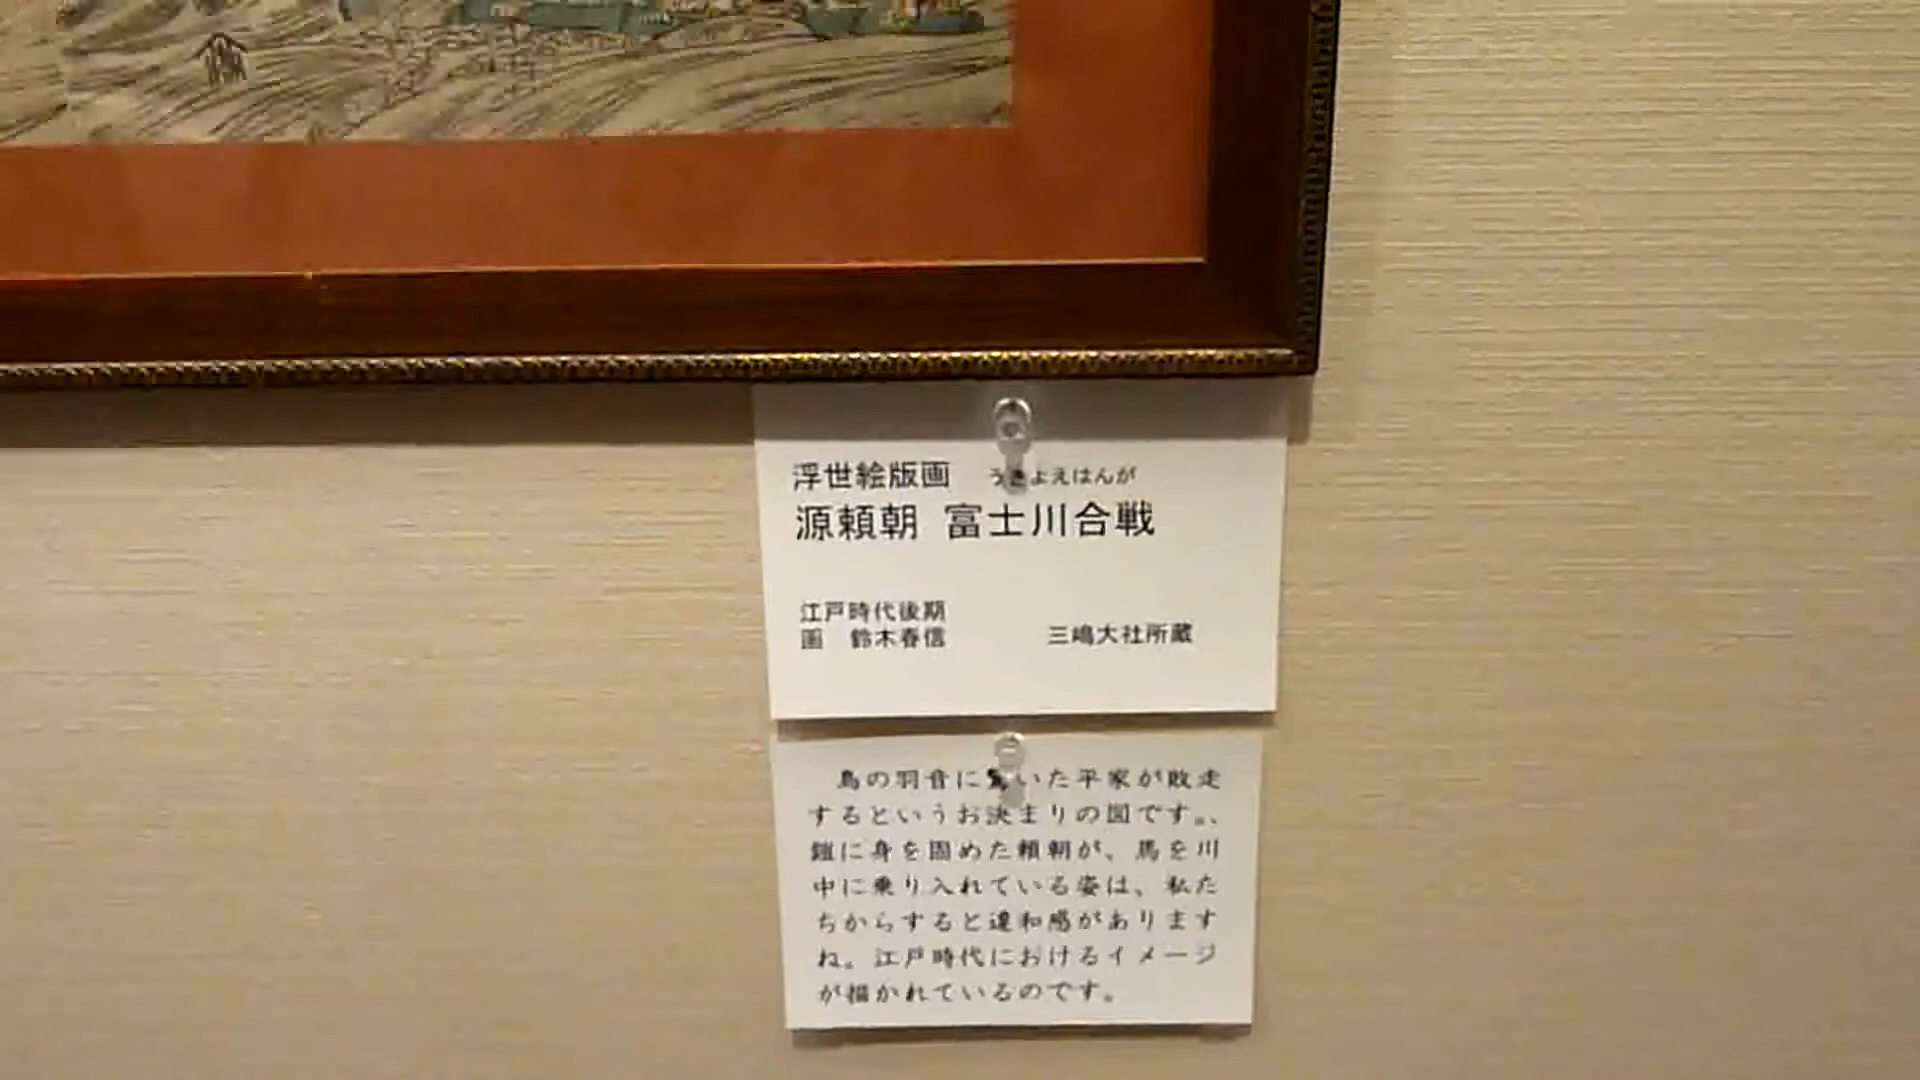 浮世絵版画 うきよえはんが
源頼朝 富士川合戦
江戸時代後期
画 鈴木春信 三嶋大社所蔵
鳥の羽音に驚いた平家が敗走
するというお決まりの図です。、
鎧に身を固めた頼朝が、馬を川
中に乗り入れている姿は、私た
ちからすると違和感があります
ね。江戸時代におけるイメージ
が描かれているのです。